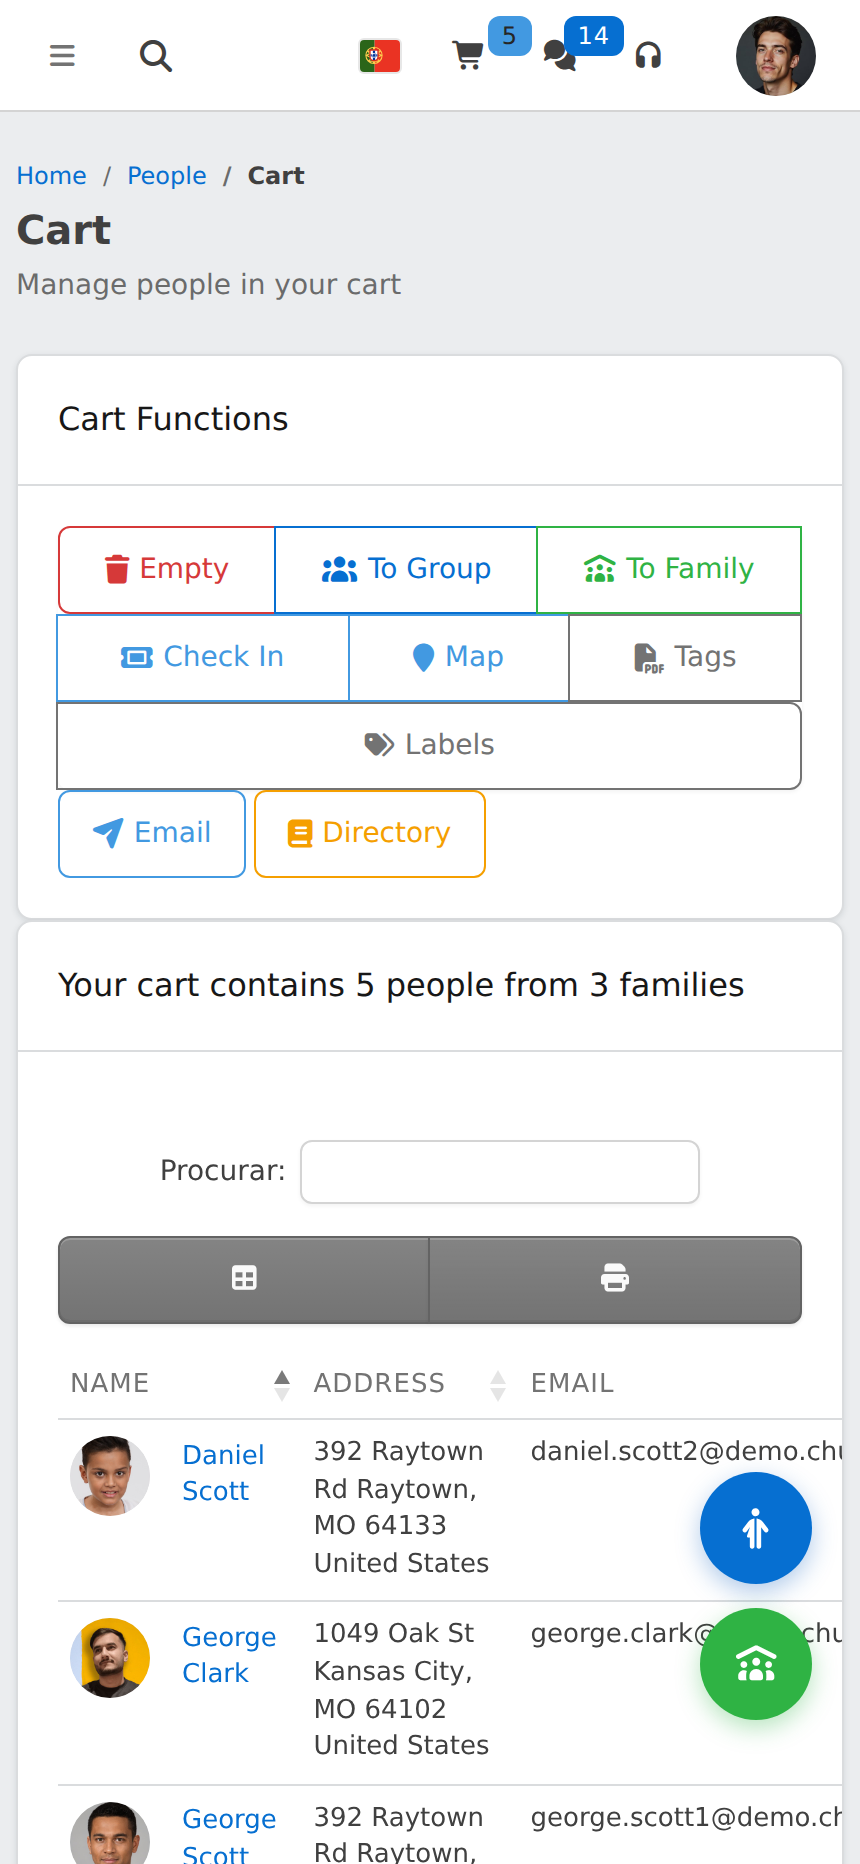 5
14
Home / People / Cart
Cart
Manage people in your cart
Cart Functions
Empty
To Group
To Family
Check In
Map
PDF Tags
Labels
Email
Directory
Your cart contains 5 people from 3 families
Procurar:
NAME ADDRESS EMAIL
Daniel
Scott
392 Raytown
Rd Raytown,
MO 64133
United States
daniel.scott2@demo.chu
George
Clark
1049 Oak St
Kansas City,
MO 64102
United States
george.clark@
chu
George
Scott
392 Raytown
Rd Raytown,
george.scott1@demo.ch